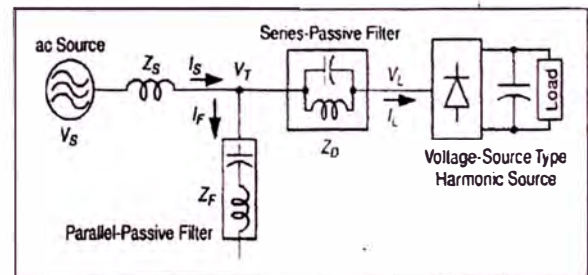 Series-Passive Filter
ac Source
Z_S
I_S
V_T
V_L
I_F
I_L
Load
V_S
Z_D
Z_F
Voltage-Source Type
Harmonic Source
Parallel-Passive Filter